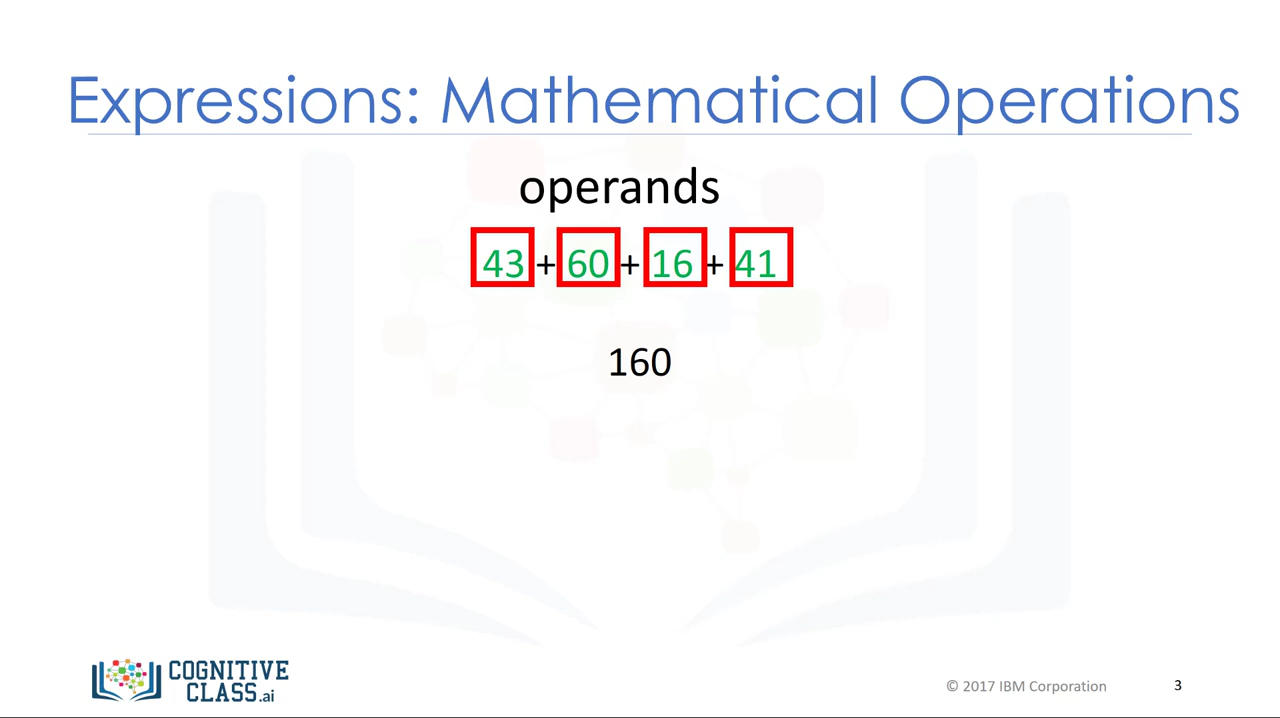 Expressions: Mathematical Operations
operands
43 + 60 + 16 + 41
160
COGNITIVE
CLASS.ai
© 2017 IBM Corporation
3